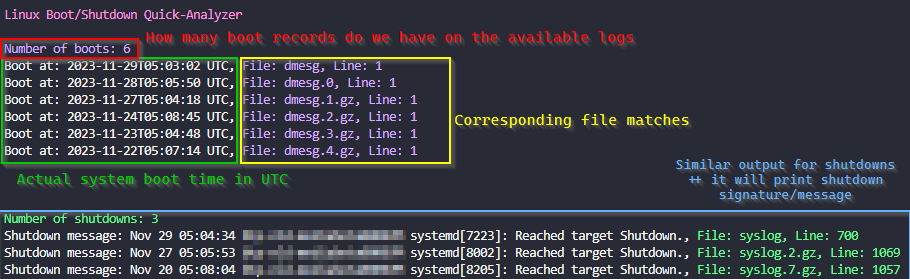 Linux Boot/Shutdown Quick-Analyzer
How many boot records do we have on the available logs
Number of boots: 6
Boot at: 2023-11-29T05:03:02 UTC, File: dmesg, Line: 1
Boot at: 2023-11-28T05:05:50 UTC, File: dmesg.0, Line: 1
Boot at: 2023-11-27T05:04:18 UTC, File: dmesg.1.gz, Line: 1
Boot at: 2023-11-24T05:08:45 UTC, File: dmesg.2.gz, Line: 1
Boot at: 2023-11-23T05:04:48 UTC, File: dmesg.3.gz, Line: 1
Boot at: 2023-11-22T05:07:14 UTC, File: dmesg.4.gz, Line: 1
Corresponding file matches
Actual system boot time in UTC
Similar output for shutdowns
++ it will print shutdown
signature/message
Number of shutdowns: 3
Shutdown message: Nov 29 05:04:34 systemd[7223]: Reached target Shutdown., File: syslog, Line: 700
Shutdown message: Nov 27 05:05:53 systemd[8002]: Reached target Shutdown., File: syslog.2.gz, Line: 1069
Shutdown message: Nov 20 05:08:04 systemd[8205]: Reached target Shutdown., File: syslog.7.gz, Line: 1057